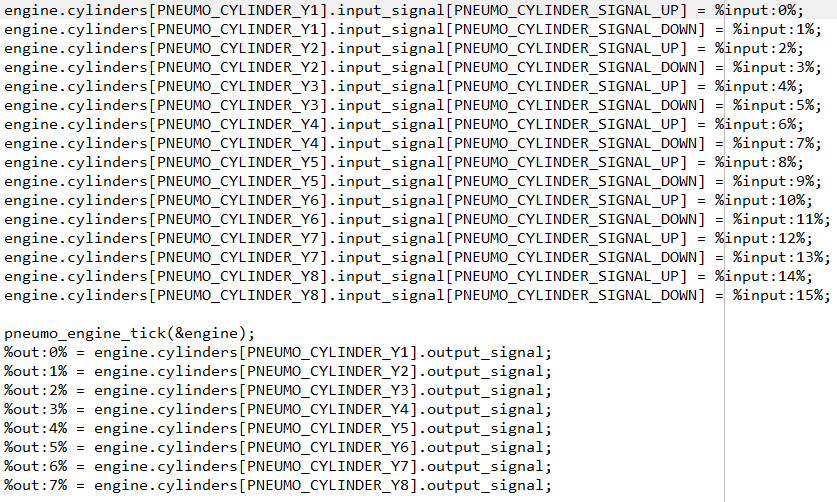 engine.cylinders[PNEUMO_CYLINDER_Y1].input_signal[PNEUMO_CYLINDER_SIGNAL_UP] = %input:0%;
engine.cylinders[PNEUMO_CYLINDER_Y1].input_signal[PNEUMO_CYLINDER_SIGNAL_DOWN] = %input:1%;
engine.cylinders[PNEUMO_CYLINDER_Y2].input_signal[PNEUMO_CYLINDER_SIGNAL_UP] = %input:2%;
engine.cylinders[PNEUMO_CYLINDER_Y2].input_signal[PNEUMO_CYLINDER_SIGNAL_DOWN] = %input:3%;
engine.cylinders[PNEUMO_CYLINDER_Y3].input_signal[PNEUMO_CYLINDER_SIGNAL_UP] = %input:4%;
engine.cylinders[PNEUMO_CYLINDER_Y3].input_signal[PNEUMO_CYLINDER_SIGNAL_DOWN] = %input:5%;
engine.cylinders[PNEUMO_CYLINDER_Y4].input_signal[PNEUMO_CYLINDER_SIGNAL_UP] = %input:6%;
engine.cylinders[PNEUMO_CYLINDER_Y4].input_signal[PNEUMO_CYLINDER_SIGNAL_DOWN] = %input:7%;
engine.cylinders[PNEUMO_CYLINDER_Y5].input_signal[PNEUMO_CYLINDER_SIGNAL_UP] = %input:8%;
engine.cylinders[PNEUMO_CYLINDER_Y5].input_signal[PNEUMO_CYLINDER_SIGNAL_DOWN] = %input:9%;
engine.cylinders[PNEUMO_CYLINDER_Y6].input_signal[PNEUMO_CYLINDER_SIGNAL_UP] = %input:10%;
engine.cylinders[PNEUMO_CYLINDER_Y6].input_signal[PNEUMO_CYLINDER_SIGNAL_DOWN] = %input:11%;
engine.cylinders[PNEUMO_CYLINDER_Y7].input_signal[PNEUMO_CYLINDER_SIGNAL_UP] = %input:12%;
engine.cylinders[PNEUMO_CYLINDER_Y7].input_signal[PNEUMO_CYLINDER_SIGNAL_DOWN] = %input:13%;
engine.cylinders[PNEUMO_CYLINDER_Y8].input_signal[PNEUMO_CYLINDER_SIGNAL_UP] = %input:14%;
engine.cylinders[PNEUMO_CYLINDER_Y8].input_signal[PNEUMO_CYLINDER_SIGNAL_DOWN] = %input:15%;

pneumo_engine_tick(&engine);
%out:0% = engine.cylinders[PNEUMO_CYLINDER_Y1].output_signal;
%out:1% = engine.cylinders[PNEUMO_CYLINDER_Y2].output_signal;
%out:2% = engine.cylinders[PNEUMO_CYLINDER_Y3].output_signal;
%out:3% = engine.cylinders[PNEUMO_CYLINDER_Y4].output_signal;
%out:4% = engine.cylinders[PNEUMO_CYLINDER_Y5].output_signal;
%out:5% = engine.cylinders[PNEUMO_CYLINDER_Y6].output_signal;
%out:6% = engine.cylinders[PNEUMO_CYLINDER_Y7].output_signal;
%out:7% = engine.cylinders[PNEUMO_CYLINDER_Y8].output_signal;